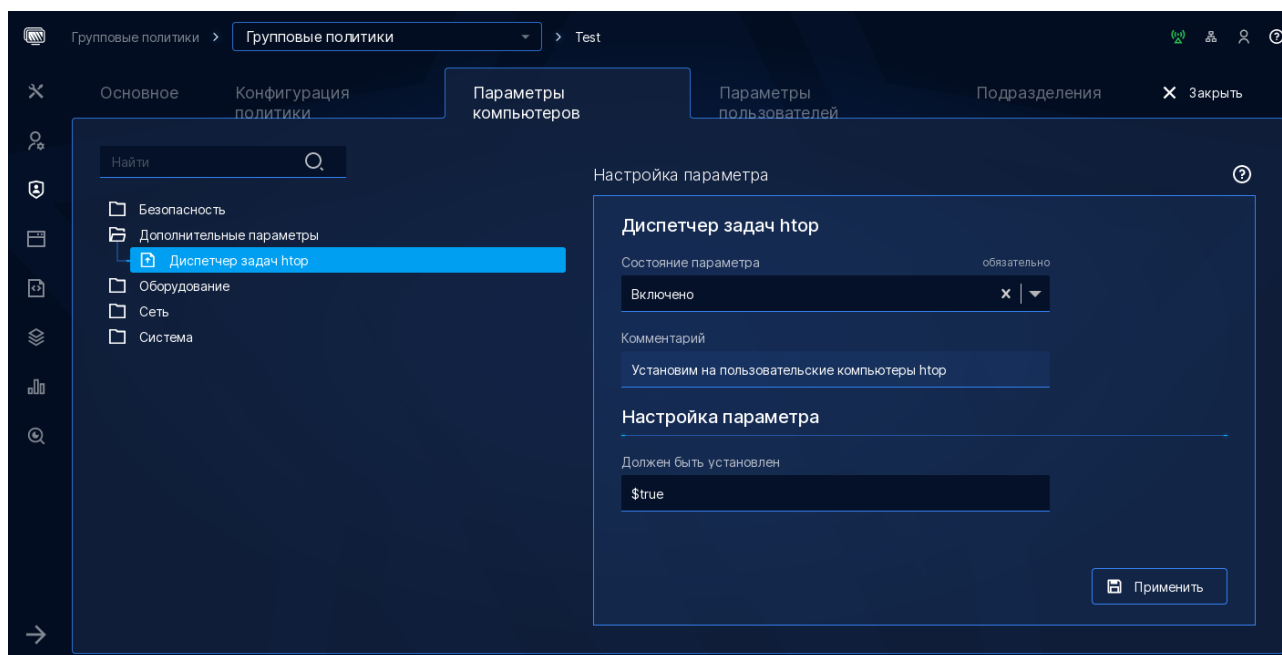 Групповые политики > Групповые политики > Test
Основное
Конфигурация
политики
Параметры
компьютеров
Параметры
пользователей
Подразделения
Закрыть
Найти
Безопасность
Дополнительные параметры
Диспетчер задач htop
Оборудование
Сеть
Система
Настройка параметра
Диспетчер задач htop
Состояние параметра обязательно
Включено
Комментарий
Установим на пользовательские компьютеры htop
Настройка параметра
Должен быть установлен
$true
Применить